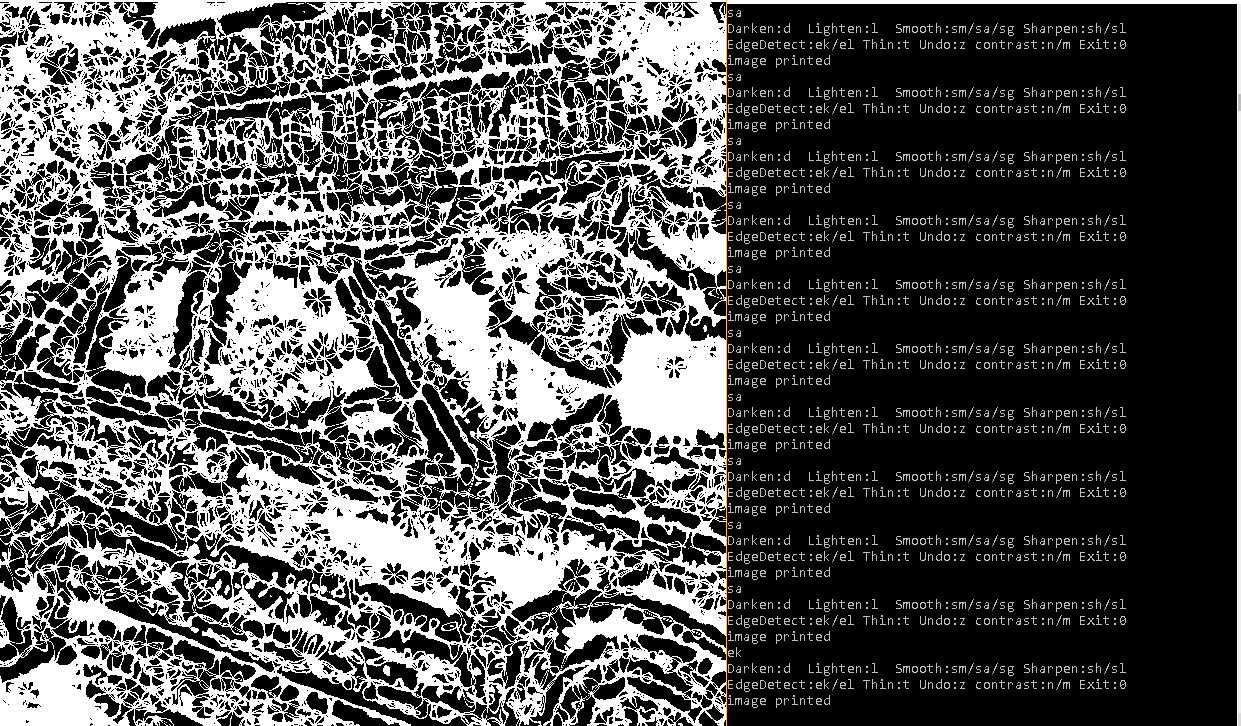 sa
Darken:d  Lighten:l  Smooth:sm/sa/sg Sharpen:sh/sl
EdgeDetect:ek/el Thin:t Undo:z contrast:n/m Exit:0
image printed
sa
Darken:d  Lighten:l  Smooth:sm/sa/sg Sharpen:sh/sl
EdgeDetect:ek/el Thin:t Undo:z contrast:n/m Exit:0
image printed
sa
Darken:d  Lighten:l  Smooth:sm/sa/sg Sharpen:sh/sl
EdgeDetect:ek/el Thin:t Undo:z contrast:n/m Exit:0
image printed
sa
Darken:d  Lighten:l  Smooth:sm/sa/sg Sharpen:sh/sl
EdgeDetect:ek/el Thin:t Undo:z contrast:n/m Exit:0
image printed
sa
Darken:d  Lighten:l  Smooth:sm/sa/sg Sharpen:sh/sl
EdgeDetect:ek/el Thin:t Undo:z contrast:n/m Exit:0
image printed
sa
Darken:d  Lighten:l  Smooth:sm/sa/sg Sharpen:sh/sl
EdgeDetect:ek/el Thin:t Undo:z contrast:n/m Exit:0
image printed
sa
Darken:d  Lighten:l  Smooth:sm/sa/sg Sharpen:sh/sl
EdgeDetect:ek/el Thin:t Undo:z contrast:n/m Exit:0
image printed
sa
Darken:d  Lighten:l  Smooth:sm/sa/sg Sharpen:sh/sl
EdgeDetect:ek/el Thin:t Undo:z contrast:n/m Exit:0
image printed
sa
Darken:d  Lighten:l  Smooth:sm/sa/sg Sharpen:sh/sl
EdgeDetect:ek/el Thin:t Undo:z contrast:n/m Exit:0
image printed
sa
Darken:d  Lighten:l  Smooth:sm/sa/sg Sharpen:sh/sl
EdgeDetect:ek/el Thin:t Undo:z contrast:n/m Exit:0
image printed
ek
Darken:d  Lighten:l  Smooth:sm/sa/sg Sharpen:sh/sl
EdgeDetect:ek/el Thin:t Undo:z contrast:n/m Exit:0
image printed